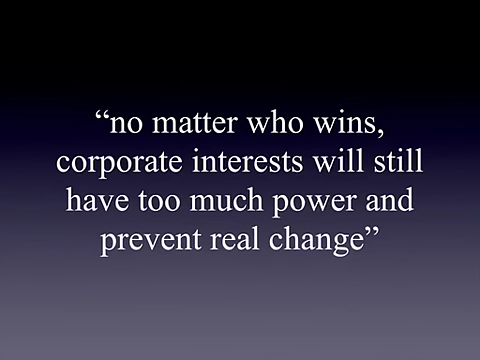 “no matter who wins,
corporate interests will still
have too much power and
prevent real change”